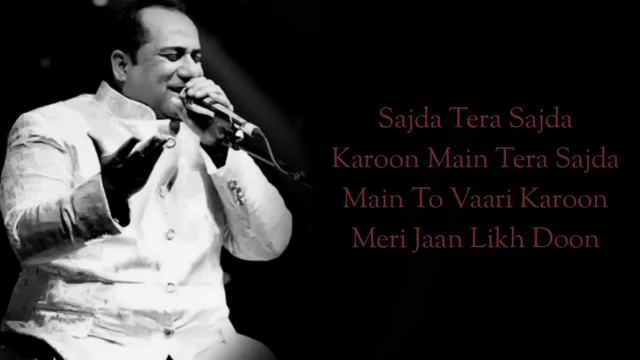 Sajda Tera Sajda
Karoon Main Tera Sajda
Main To Vaari Karoon
Meri Jaan Likh Doon